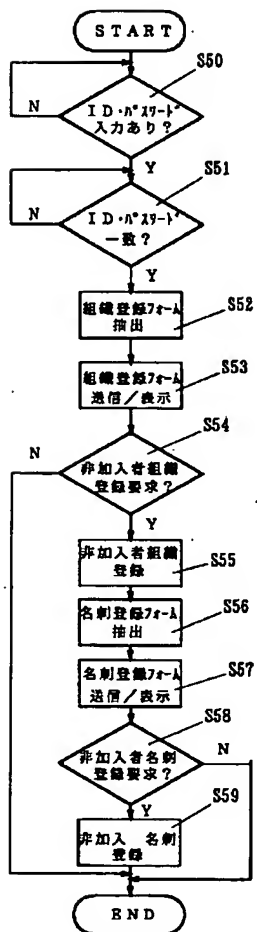 START
S50
ID・パスワード
入力あり?
N
Y
S51
ID・パスワード
一致?
N
Y
S52
組織登録フォーム
抽出
S53
組織登録フォーム
送信/表示
S54
N
非加入者組織
登録要求?
Y
S55
非加入者組織
登録
S56
名刺登録フォーム
抽出
S57
名刺登録フォーム
送信/表示
S58
非加入者名刺
登録要求?
N
Y
S59
非加入 名刺
登録
END